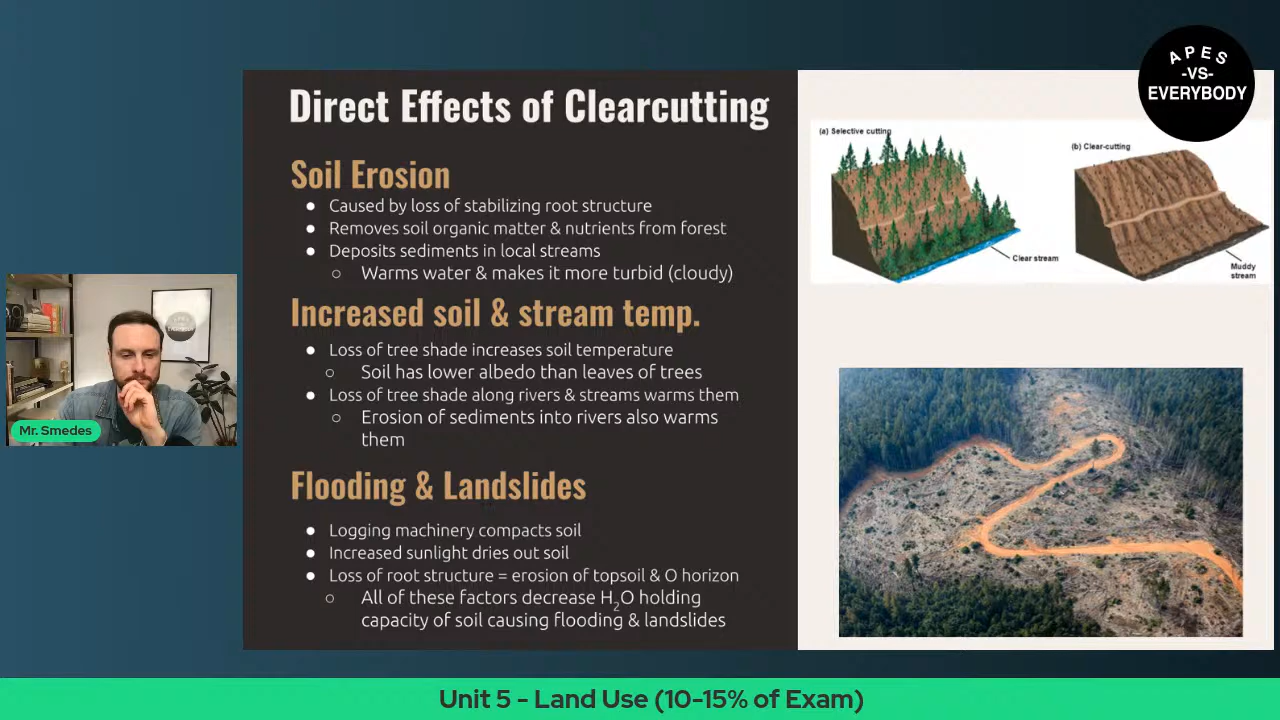 APES
-VS-
EVERYBODY
Direct Effects of Clearcutting
Soil Erosion
● Caused by loss of stabilizing root structure
● Removes soil organic matter & nutrients from forest
● Deposits sediments in local streams
○ Warms water & makes it more turbid (cloudy)
Increased soil & stream temp.
● Loss of tree shade increases soil temperature
○ Soil has lower albedo than leaves of trees
● Loss of tree shade along rivers & streams warms them
○ Erosion of sediments into rivers also warms
them
Flooding & Landslides
● Logging machinery compacts soil
● Increased sunlight dries out soil
● Loss of root structure = erosion of topsoil & O horizon
○ All of these factors decrease H₂O holding
capacity of soil causing flooding & landslides
(a) Selective cutting
Clear stream
(b) Clear-cutting
Muddy
stream
Mr. Smedes
Unit 5 - Land Use (10-15% of Exam)